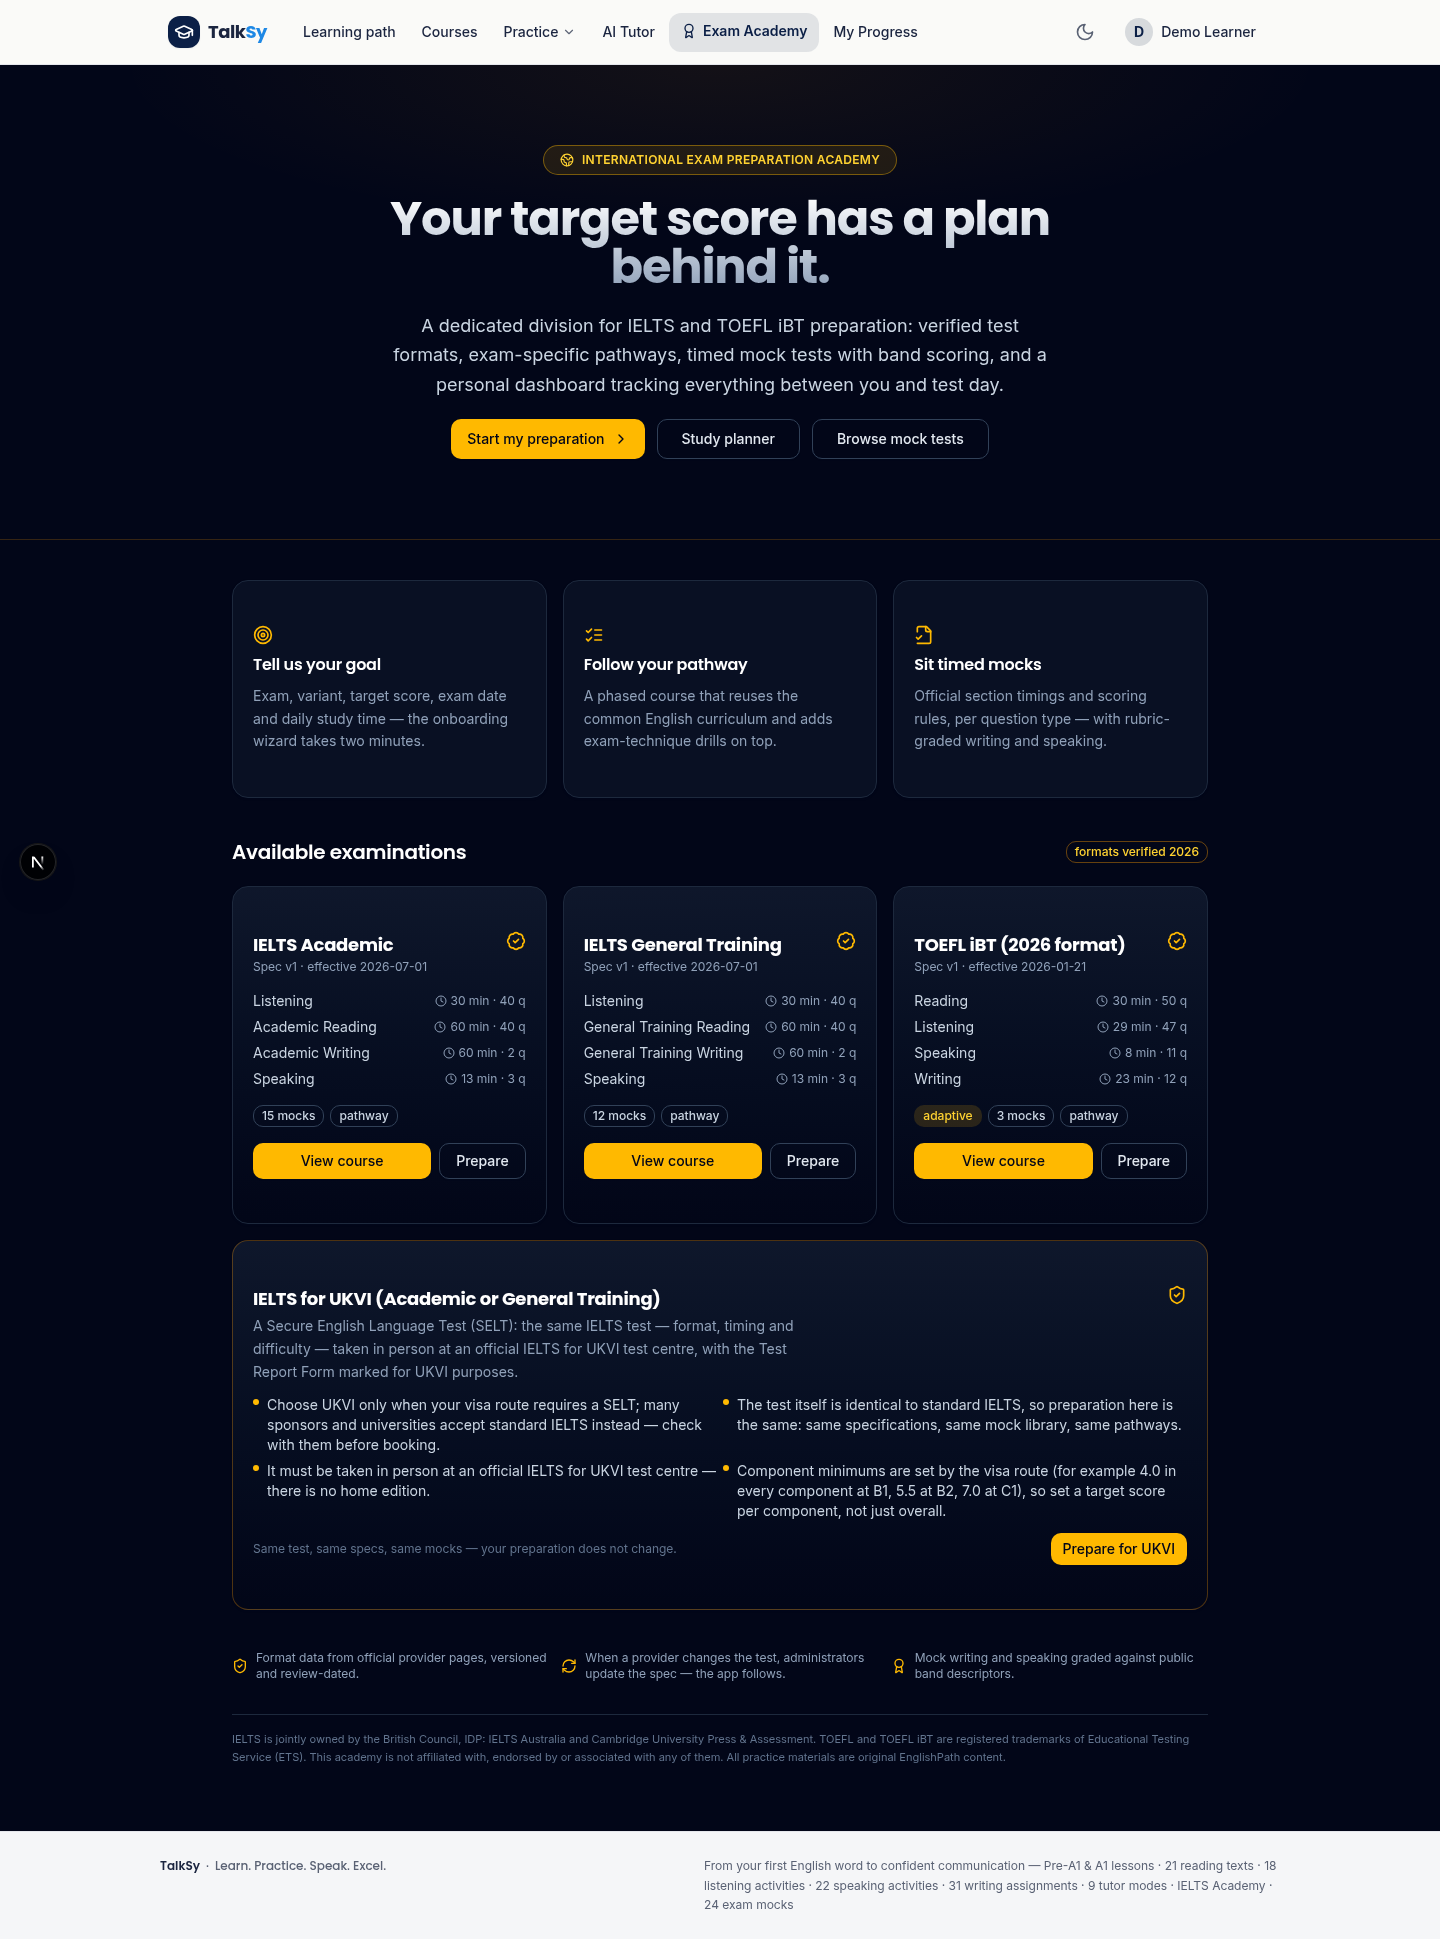 TalkSy
Learning path
Courses
Practice
AI Tutor
Exam Academy
My Progress
D
Demo Learner
INTERNATIONAL EXAM PREPARATION ACADEMY
Your target score has a plan
behind it.
A dedicated division for IELTS and TOEFL iBT preparation: verified test
formats, exam-specific pathways, timed mock tests with band scoring, and a
personal dashboard tracking everything between you and test day.
Start my preparation
Study planner
Browse mock tests
Tell us your goal
Exam, variant, target score, exam date
and daily study time — the onboarding
wizard takes two minutes.
Follow your pathway
A phased course that reuses the
common English curriculum and adds
exam-technique drills on top.
Sit timed mocks
Official section timings and scoring
rules, per question type — with rubric-
graded writing and speaking.
Available examinations
formats verified 2026
IELTS Academic
Spec v1 · effective 2026-07-01
Listening 30 min · 40 q
Academic Reading 60 min · 40 q
Academic Writing 60 min · 2 q
Speaking 13 min · 3 q
15 mocks pathway
View course Prepare
IELTS General Training
Spec v1 · effective 2026-07-01
Listening 30 min · 40 q
General Training Reading 60 min · 40 q
General Training Writing 60 min · 2 q
Speaking 13 min · 3 q
12 mocks pathway
View course Prepare
TOEFL iBT (2026 format)
Spec v1 · effective 2026-01-21
Reading 30 min · 50 q
Listening 29 min · 47 q
Speaking 8 min · 11 q
Writing 23 min · 12 q
adaptive 3 mocks pathway
View course Prepare
N
IELTS for UKVI (Academic or General Training)
A Secure English Language Test (SELT): the same IELTS test — format, timing and
difficulty — taken in person at an official IELTS for UKVI test centre, with the Test
Report Form marked for UKVI purposes.
Choose UKVI only when your visa route requires a SELT; many
sponsors and universities accept standard IELTS instead — check
with them before booking.
The test itself is identical to standard IELTS, so preparation here is
the same: same specifications, same mock library, same pathways.
It must be taken in person at an official IELTS for UKVI test centre —
there is no home edition.
Component minimums are set by the visa route (for example 4.0 in
every component at B1, 5.5 at B2, 7.0 at C1), so set a target score
per component, not just overall.
Same test, same specs, same mocks — your preparation does not change.
Prepare for UKVI
Format data from official provider pages, versioned
and review-dated.
When a provider changes the test, administrators
update the spec — the app follows.
Mock writing and speaking graded against public
band descriptors.
IELTS is jointly owned by the British Council, IDP: IELTS Australia and Cambridge University Press & Assessment. TOEFL and TOEFL iBT are registered trademarks of Educational Testing
Service (ETS). This academy is not affiliated with, endorsed by or associated with any of them. All practice materials are original EnglishPath content.
TalkSy · Learn. Practice. Speak. Excel.
From your first English word to confident communication — Pre-A1 & A1 lessons · 21 reading texts · 18
listening activities · 22 speaking activities · 31 writing assignments · 9 tutor modes · IELTS Academy ·
24 exam mocks